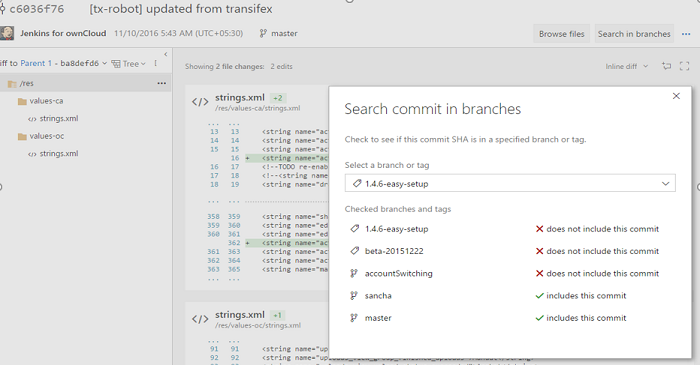 c6036f76 [tx-robot] updated from transifex
Jenkins for ownCloud 11/10/2016 5:43 AM (UTC+05:30) master Browse files Search in branches ...
iff to Parent 1 - ba8defd6 Tree
Showing 2 file changes: 2 edits Inline diff
/res ...
values-ca
strings.xml
values-oc
strings.xml
</> strings.xml +2
/res/values-ca/strings.xml
... ...
13 13 <string name="ac
14 14 <string name="ac
15 15 <string name="ac
16 + <string name="ac
16 17 <!--TODO re-enab
17 18 <!--<string name
18 19 <string name="dr
... ...
358 359 <string name="sh
359 360 <string name="ed
360 361 <string name="ed
362 + <string name="ac
361 363 <string name="ac
362 364 <string name="ac
363 365 <string name="ma
... ...
</> strings.xml +1
/res/values-oc/strings.xml
... ...
91 91 <string name="up
92 92 <string name="
Search commit in branches
Check to see if this commit SHA is in a specified branch or tag.
Select a branch or tag
1.4.6-easy-setup
Checked branches and tags
1.4.6-easy-setup does not include this commit
beta-20151222 does not include this commit
accountSwitching does not include this commit
sancha includes this commit
master includes this commit